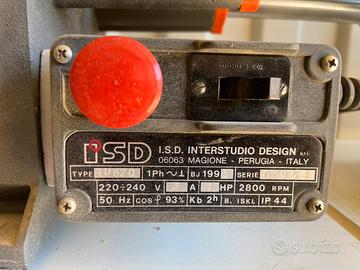 iSD
I.S.D. INTERSTUDIO DESIGN s.r.l.
06063 MAGIONE - PERUGIA - ITALY
TYPE 1Ph BJ 199 SERIE
220÷240 V A HP 2800 RPM
50 Hz cos φ 93% Kb 2h B. ISKL IP 44
subito